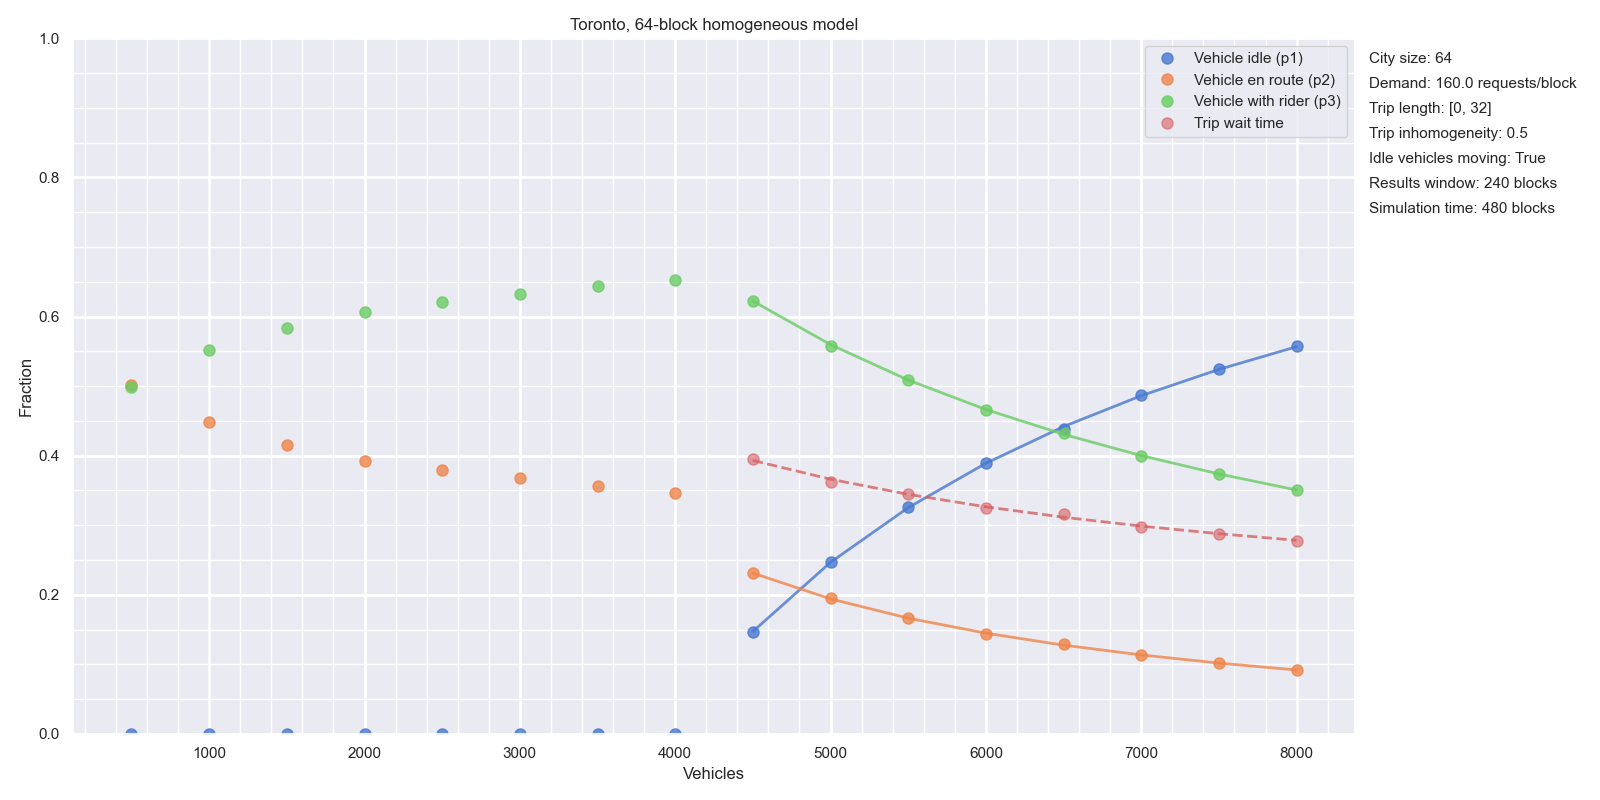 Toronto, 64-block homogeneous model
1.0
0.8
0.6
0.4
0.2
0.0
Fraction
Vehicle idle (p1)
Vehicle en route (p2)
Vehicle with rider (p3)
Trip wait time
City size: 64
Demand: 160.0 requests/block
Trip length: [0, 32]
Trip inhomogeneity: 0.5
Idle vehicles moving: True
Results window: 240 blocks
Simulation time: 480 blocks
1000 2000 3000 4000 5000 6000 7000 8000
Vehicles